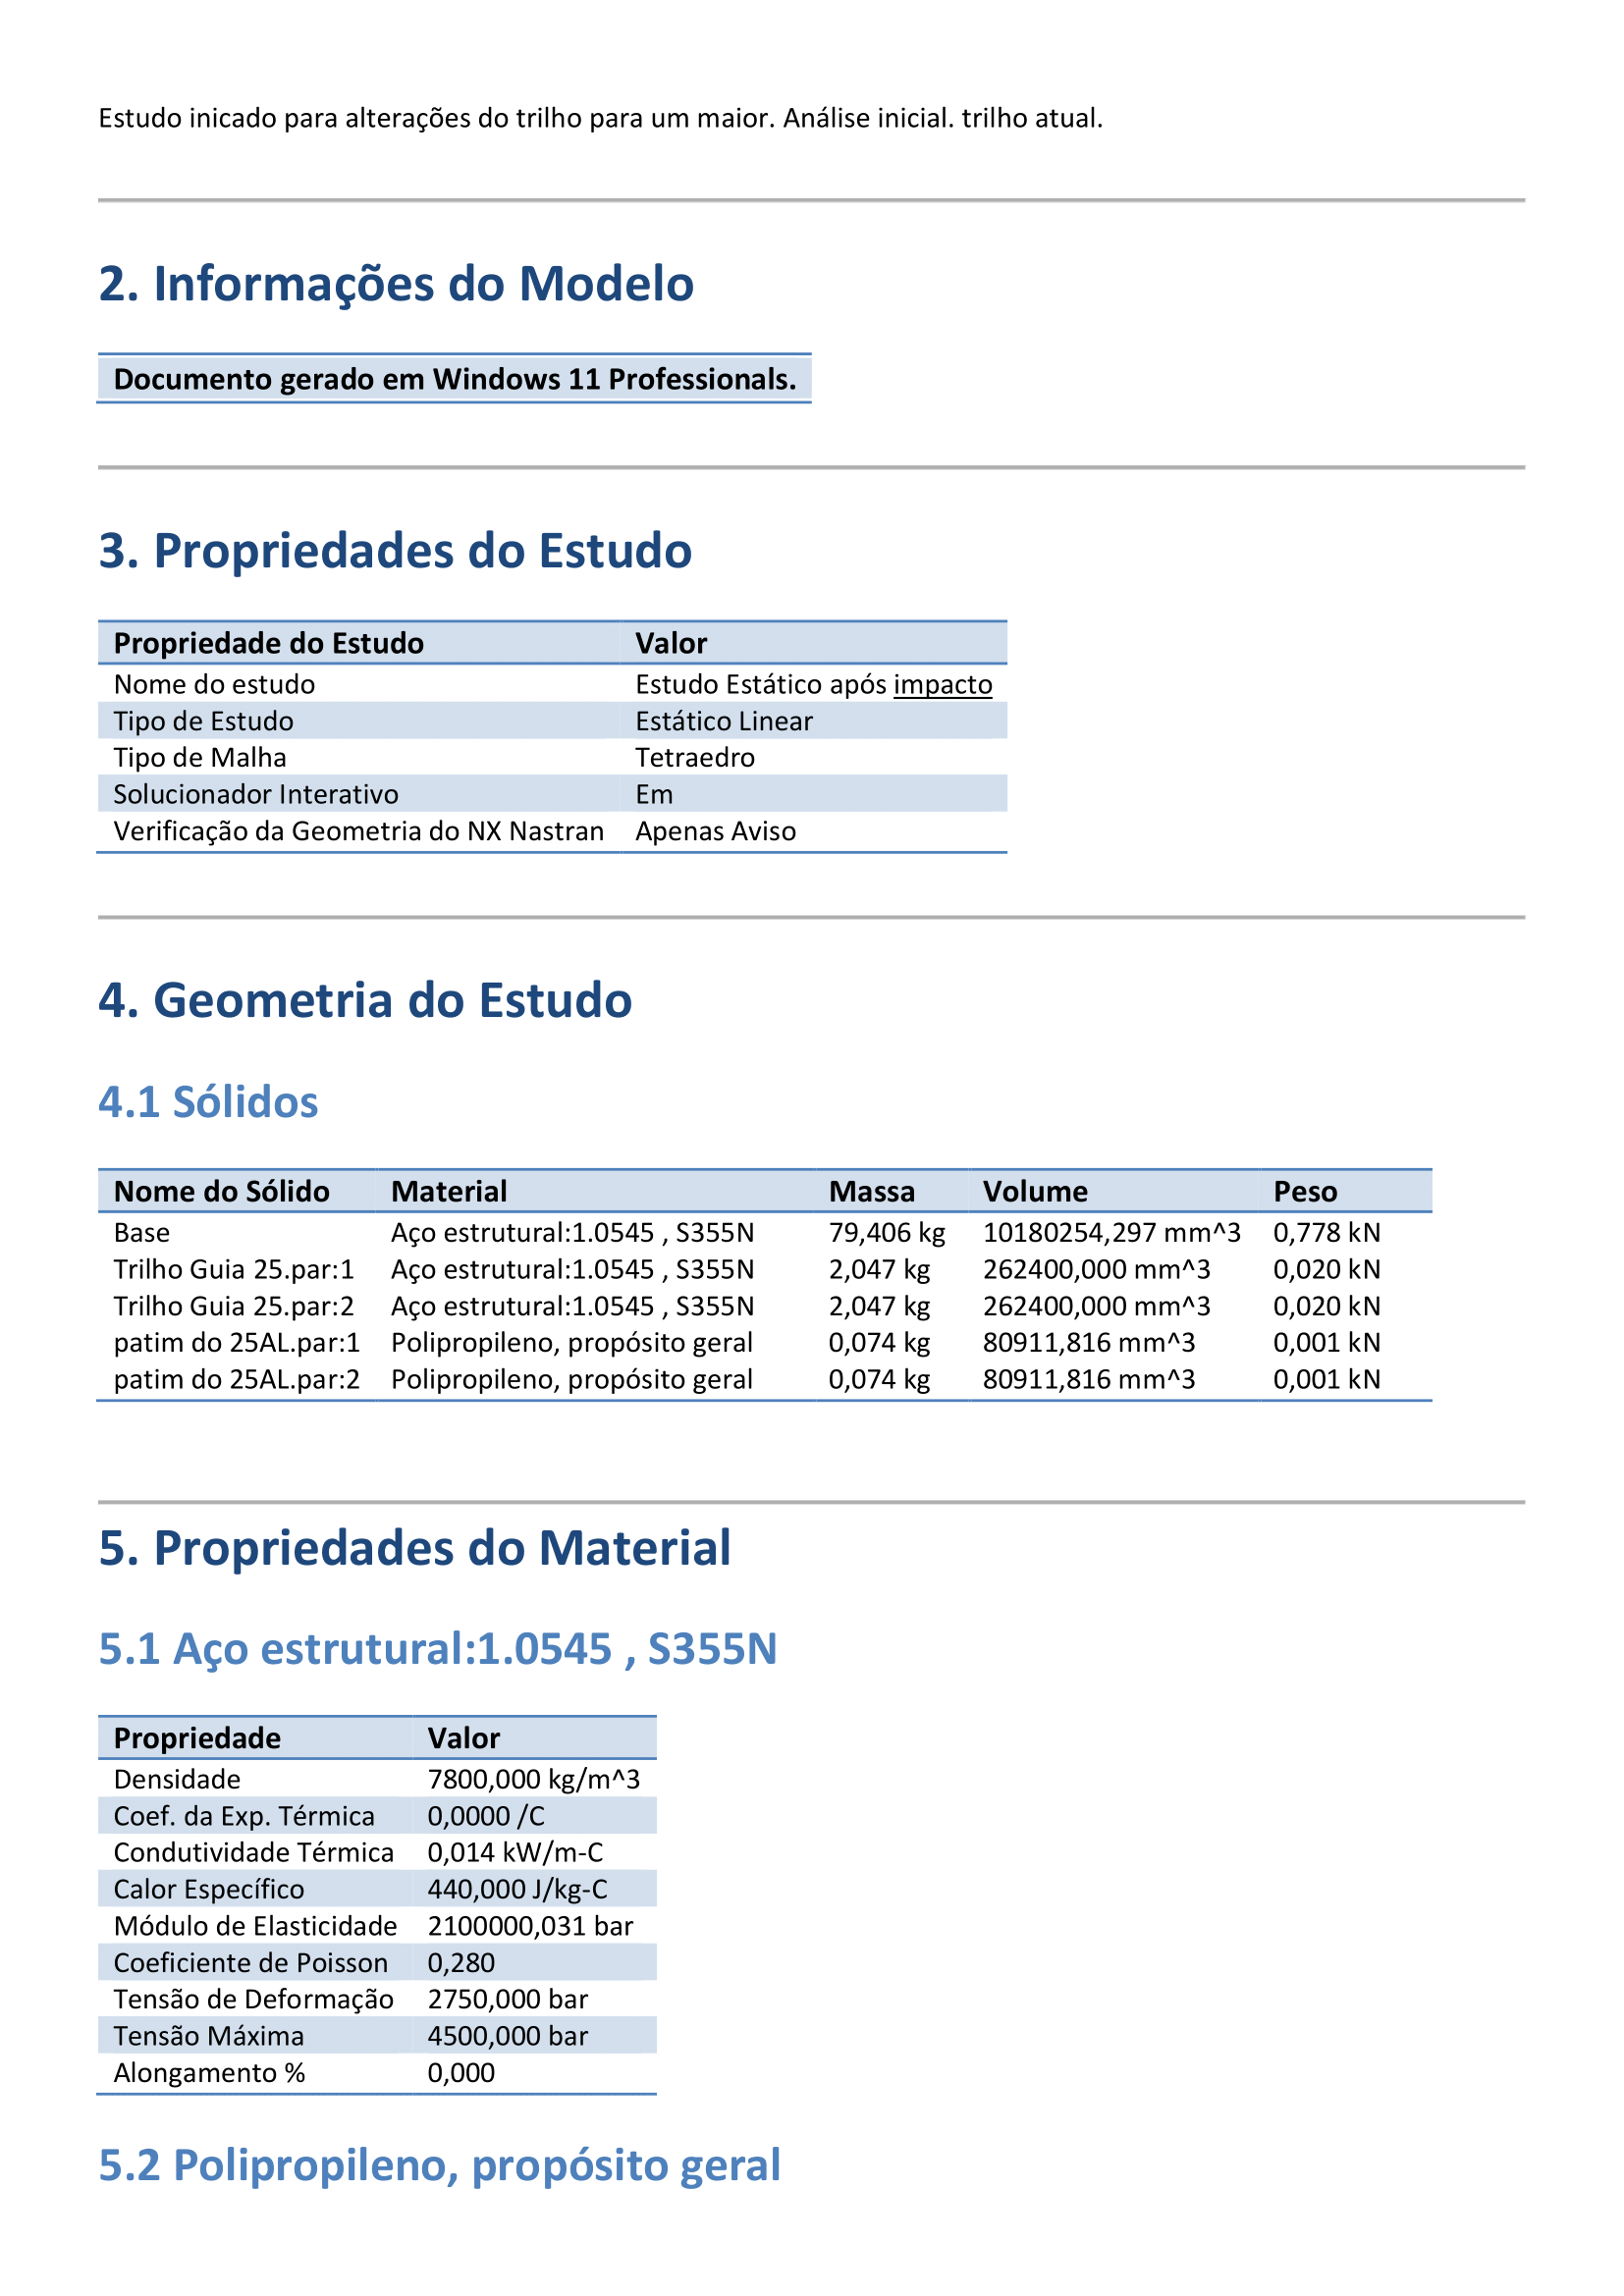 Estudo inicado para alterações do trilho para um maior. Análise inicial. trilho atual.
2. Informações do Modelo
Documento gerado em Windows 11 Professionals.
3. Propriedades do Estudo
Propriedade do Estudo Valor
Nome do estudo Estudo Estático após impacto
Tipo de Estudo Estático Linear
Tipo de Malha Tetraedro
Solucionador Interativo Em
Verificação da Geometria do NX Nastran Apenas Aviso
4. Geometria do Estudo
4.1 Sólidos
Nome do Sólido Material Massa Volume Peso
Base Aço estrutural:1.0545 , S355N 79,406 kg 10180254,297 mm^3 0,778 kN
Trilho Guia 25.par:1 Aço estrutural:1.0545 , S355N 2,047 kg 262400,000 mm^3 0,020 kN
Trilho Guia 25.par:2 Aço estrutural:1.0545 , S355N 2,047 kg 262400,000 mm^3 0,020 kN
patim do 25AL.par:1 Polipropileno, propósito geral 0,074 kg 80911,816 mm^3 0,001 kN
patim do 25AL.par:2 Polipropileno, propósito geral 0,074 kg 80911,816 mm^3 0,001 kN
5. Propriedades do Material
5.1 Aço estrutural:1.0545 , S355N
Propriedade Valor
Densidade 7800,000 kg/m^3
Coef. da Exp. Térmica 0,0000 /C
Condutividade Térmica 0,014 kW/m-C
Calor Específico 440,000 J/kg-C
Módulo de Elasticidade 2100000,031 bar
Coeficiente de Poisson 0,280
Tensão de Deformação 2750,000 bar
Tensão Máxima 4500,000 bar
Alongamento % 0,000
5.2 Polipropileno, propósito geral